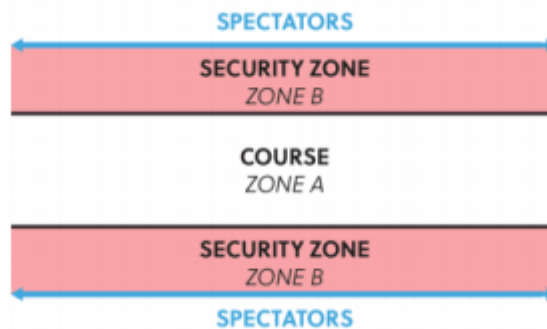 SPECTATORS
SECURITY ZONE
ZONE B
COURSE
ZONE A
SECURITY ZONE
ZONE B
SPECTATORS